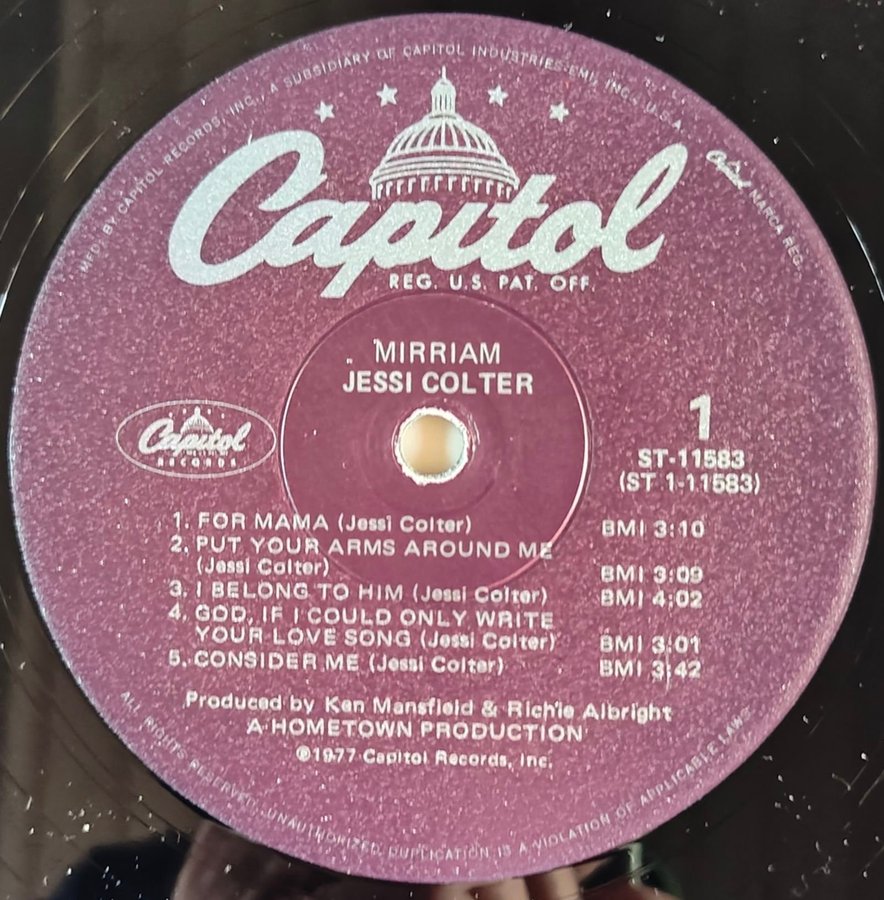 MFD. BY CAPITOL RECORDS, INC., A SUBSIDIARY OF CAPITOL INDUSTRIES-EMI, INC., U.S.A.
Capitol MARCA REG.
Capitol
REG. U.S. PAT. OFF.
MIRRIAM
JESSI COLTER
Capitol
RECORDS
1
ST-11583
(ST 1-11583)
1. FOR MAMA (Jessi Colter) BMI 3:10
2. PUT YOUR ARMS AROUND ME
(Jessi Colter) BMI 3:09
3. I BELONG TO HIM (Jessi Colter) BMI 4:02
4. GOD, IF I COULD ONLY WRITE
YOUR LOVE SONG (Jessi Colter) BMI 3:01
5. CONSIDER ME (Jessi Colter) BMI 3:42
Produced by Ken Mansfield & Richie Albright
A HOMETOWN PRODUCTION
℗1977 Capitol Records, Inc.
ALL RIGHTS RESERVED. UNAUTHORIZED DUPLICATION IS A VIOLATION OF APPLICABLE LAWS